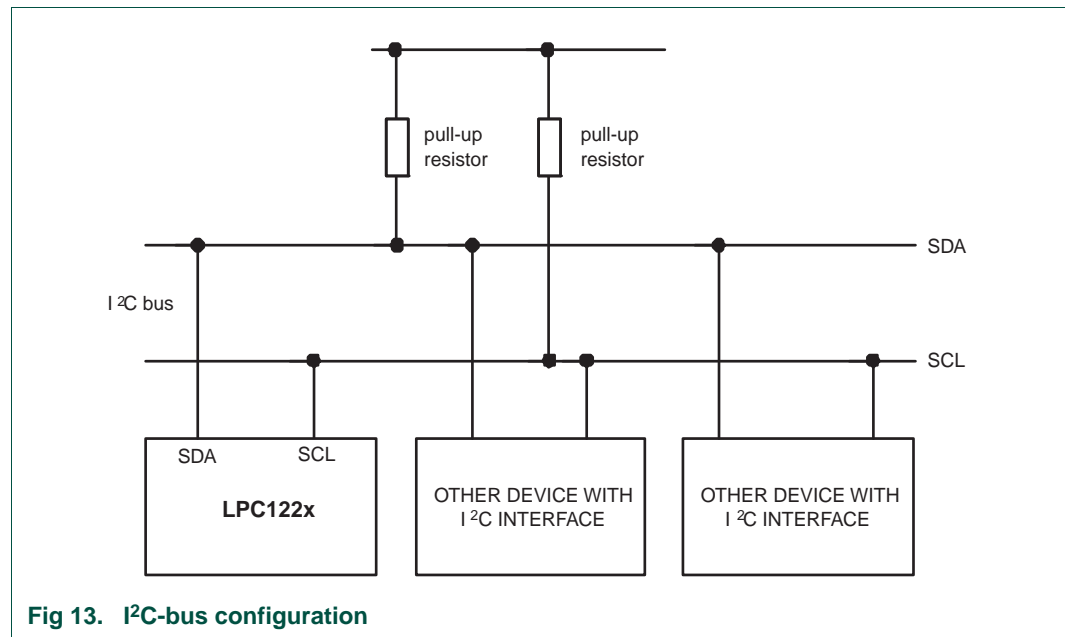 pull-up
resistor
pull-up
resistor
SDA
I ²C bus
SCL
SDA
SCL
LPC122x
OTHER DEVICE WITH
I ²C INTERFACE
OTHER DEVICE WITH
I ²C INTERFACE
Fig 13. I²C-bus configuration